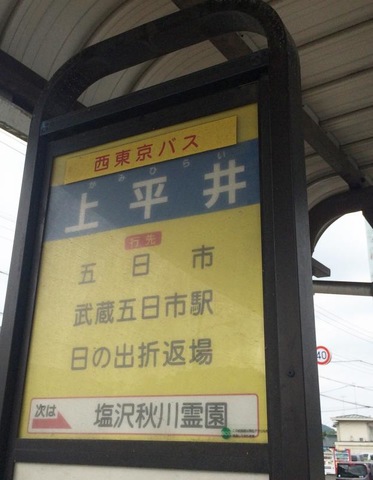 西東京バス
かみひらい
上平井
行先
五日市
武蔵五日市駅
日の出折返場
次は 塩沢秋川霊園
40